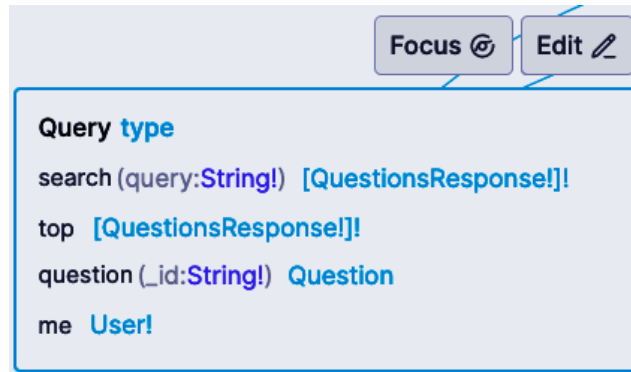 Focus Edit
Query type
search (query:String!) [QuestionsResponse!]!
top [QuestionsResponse!]!
question (_id:String!) Question
me User!